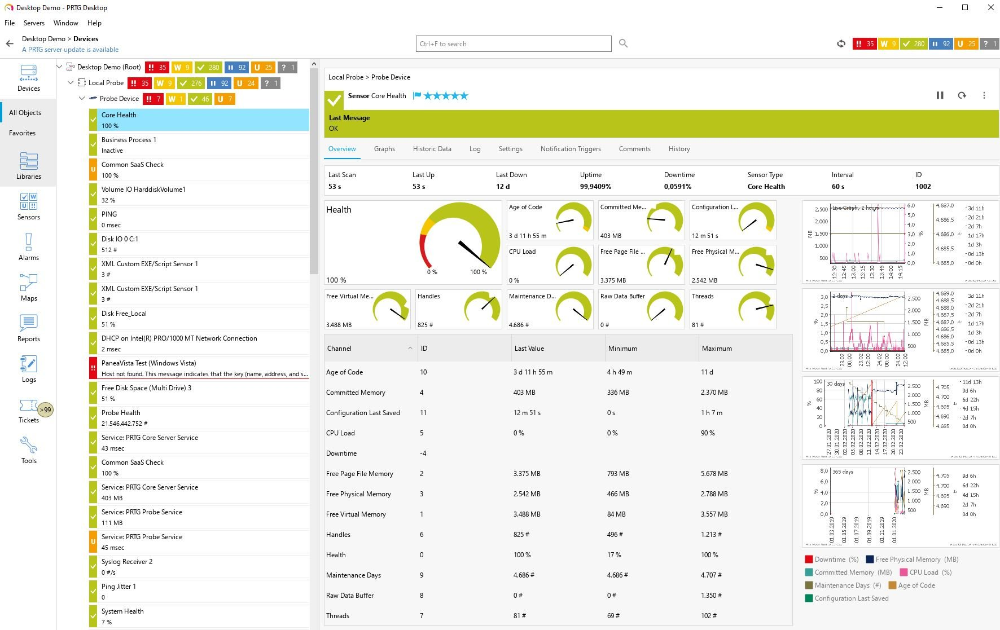 Desktop Demo - PRTG Desktop
File Servers Window Help
Desktop Demo > Devices
A PRTG server update is available
Ctrl+F to search
!! 35 W 9 280 92 U 25 ? 1
Devices
All Objects
Favorites
Libraries
Sensors
Alarms
Maps
Reports
Logs
Tickets >99
Tools
Desktop Demo (Root) !! 35 W 9 280 92 U 25 ? 1
Local Probe !! 35 W 9 276 92 U 24 ? 1
Probe Device !! 7 W 1 46 U 7
Core Health
100 %
Business Process 1
Inactive
U Common SaaS Check
100 %
Volume IO HarddiskVolume1
32 %
PING
0 msec
Disk IO 0 C:1
512 #
XML Custom EXE/Script Sensor 1
3 #
XML Custom EXE/Script Sensor 1
3 #
Disk Free_Local
51 %
DHCP on Intel(R) PRO/1000 MT Network Connection
2 msec
!! PaneaVista Test (Windows Vista)
Host not found. This message indicates that the key (name, address, and s...
Free Disk Space (Multi Drive) 3
51 %
Probe Health
21.546.442.752 #
Service: PRTG Core Server Service
43 msec
Common SaaS Check
100 %
Service: PRTG Core Server Service
403 MB
Service: PRTG Probe Service
111 MB
U Service: PRTG Probe Service
45 msec
Syslog Receiver 2
0 #/s
Ping Jitter 1
0
System Health
7 %
Local Probe > Probe Device
Sensor Core Health
Last Message
OK
Overview Graphs Historic Data Log Settings Notification Triggers Comments History
Last Scan Last Up Last Down Uptime Downtime Sensor Type Interval ID
53 s 53 s 12 d 99,9409% 0,0591% Core Health 60 s 1002
Health
0 % 100 %
100 %
Age of Code
3 d 11 h 55 m
Committed Me...
403 MB
Configuration L...
12 m 51 s
CPU Load
0 %
Free Page File ...
3.375 MB
Free Physical M...
2.542 MB
Free Virtual Me...
3.488 MB
Handles
825 #
Maintenance D...
4.686 #
Raw Data Buffer
0 #
Threads
81 #
Channel ID Last Value Minimum Maximum
Age of Code 10 3 d 11 h 55 m 4 h 49 m 11 d
Committed Memory 4 403 MB 336 MB 2.370 MB
Configuration Last Saved 11 12 m 51 s 0 s 1 h 7 m
CPU Load 5 0 % 0 % 90 %
Downtime -4
Free Page File Memory 2 3.375 MB 793 MB 5.678 MB
Free Physical Memory 3 2.542 MB 466 MB 2.788 MB
Free Virtual Memory 1 3.488 MB 84 MB 3.557 MB
Handles 6 825 # 496 # 1.213 #
Health 0 100 % 17 % 100 %
Maintenance Days 9 4.686 # 4.686 # 4.707 #
Raw Data Buffer 8 0 # 0 # 1.350 #
Threads 7 81 # 69 # 102 #
Live Graph, 2 hours
MB
2.500
2.000
1.500
1.000
500
6,0
5,0
4,0
3,0
2,0
1,0
0,0
%
4.687,0
4.686,5
4.686,0
4.685,5
4.685,0
#
3d 11h
2d 21h
2d 7h
1d 17h
1d 3h
0d 13h
0d 0h
12:30 12:45 13:00 13:15 13:30 13:45 14:00 14:15
2 days
%
3,0
2,5
2,0
1,5
1,0
0,5
0,0
2.500
2.000
1.500
1.000
500
MB
4.689,0
4.688,5
4.688,0
4.687,5
4.687,0
4.686,5
4.686,0
4.685,5
4.685,0
#
3d 11h
2d 21h
2d 7h
1d 17h
1d 3h
0d 13h
0d 0h
23.02 00:00 23.02 12:00 24.02 00:00 24.02 12:00
30 days
%
100
80
60
40
20
0
2.500
2.000
1.500
1.000
500
MB
4.705
4.700
4.695
4.690
4.685
#
11d 13h
9d 6h
6d 22h
4d 15h
2d 7h
0d 0h
27.01.2020 30.01.2020 02.02.2020 05.02.2020 08.02.2020 11.02.2020 14.02.2020 17.02.2020 20.02.2020 23.02.2020
365 days
%
8,0
6,0
4,0
2,0
0,0
2.500
2.000
1.500
1.000
500
MB
4.705
4.700
4.695
4.690
#
9d 6h
6d 22h
4d 15h
2d 7h
0d 0h
01.03.2019 01.05.2019 01.07.2019 01.09.2019 01.11.2019 01.01.2020
Downtime (%) Free Physical Memory (MB)
Committed Memory (MB) CPU Load (%)
Maintenance Days (#) Age of Code
Configuration Last Saved